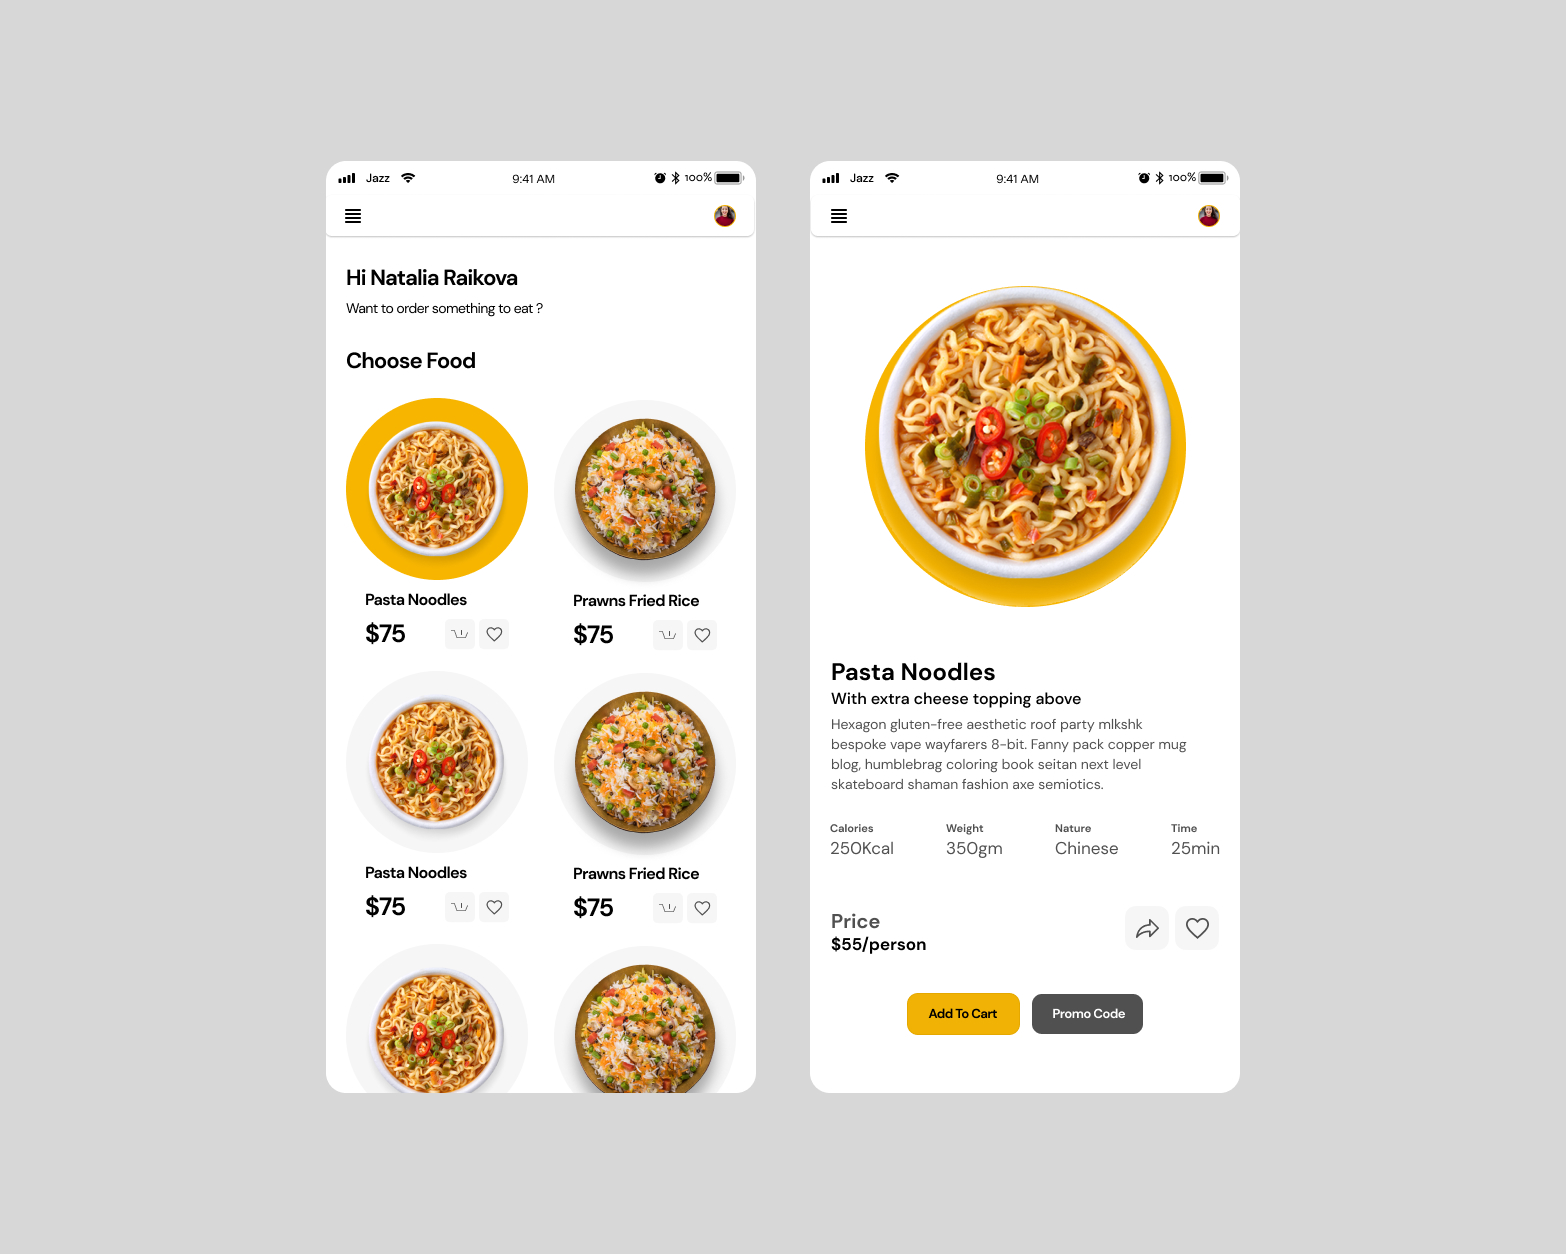 Jazz 9:41 AM 100%
Hi Natalia Raikova
Want to order something to eat ?
Choose Food
Pasta Noodles
$75
Prawns Fried Rice
$75
Pasta Noodles
$75
Prawns Fried Rice
$75
Jazz 9:41 AM 100%
Pasta Noodles
With extra cheese topping above
Hexagon gluten-free aesthetic roof party mlkshk
bespoke vape wayfarers 8-bit. Fanny pack copper mug
blog, humblebrag coloring book seitan next level
skateboard shaman fashion axe semiotics.
Calories Weight Nature Time
250Kcal 350gm Chinese 25min
Price
$55/person
Add To Cart Promo Code